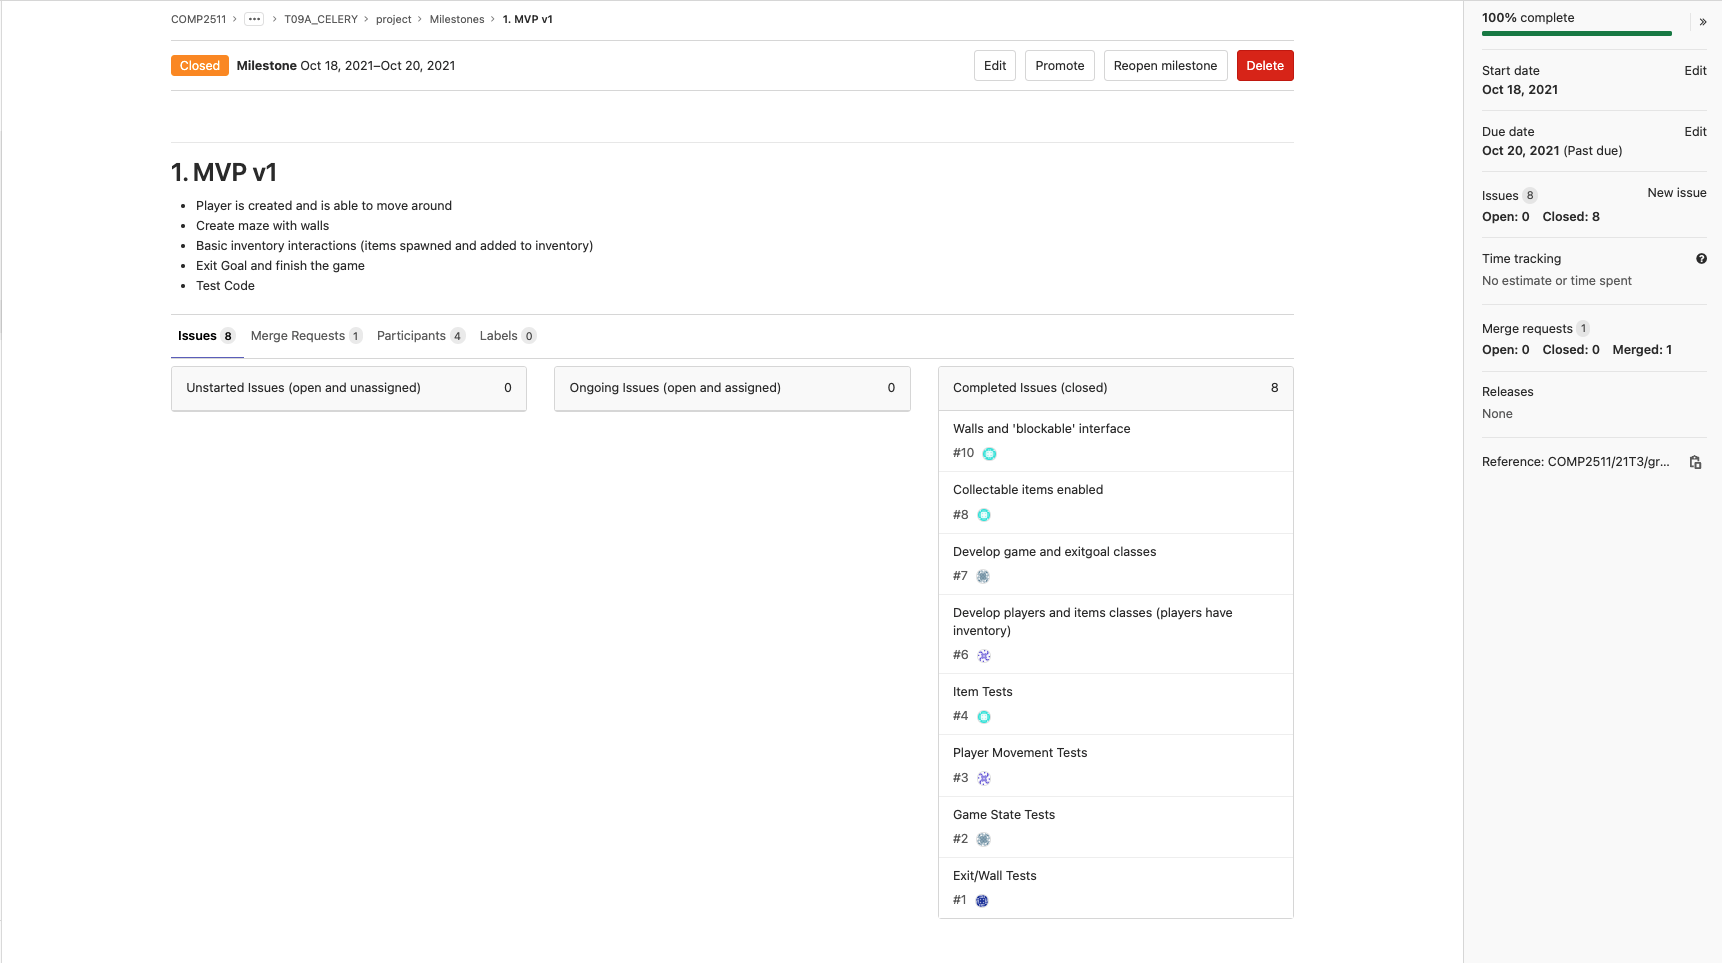 COMP2511 › ... › T09A_CELERY › project › Milestones › 1. MVP v1
Closed Milestone Oct 18, 2021–Oct 20, 2021 Edit Promote Reopen milestone Delete
1. MVP v1
• Player is created and is able to move around
• Create maze with walls
• Basic inventory interactions (items spawned and added to inventory)
• Exit Goal and finish the game
• Test Code
Issues 8 Merge Requests 1 Participants 4 Labels 0
Unstarted Issues (open and unassigned) 0
Ongoing Issues (open and assigned) 0
Completed Issues (closed) 8
Walls and 'blockable' interface
#10
Collectable items enabled
#8
Develop game and exitgoal classes
#7
Develop players and items classes (players have
inventory)
#6
Item Tests
#4
Player Movement Tests
#3
Game State Tests
#2
Exit/Wall Tests
#1
100% complete »
Start date Edit
Oct 18, 2021
Due date Edit
Oct 20, 2021 (Past due)
Issues 8 New issue
Open: 0 Closed: 8
Time tracking ?
No estimate or time spent
Merge requests 1
Open: 0 Closed: 0 Merged: 1
Releases
None
Reference: COMP2511/21T3/gr...